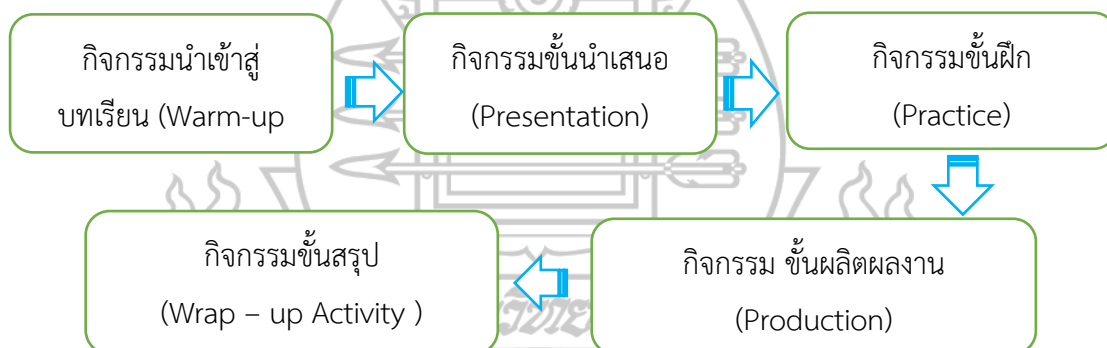 กิจกรรมนำเข้าสู่
บทเรียน (Warm-up
กิจกรรมขั้นนำเสนอ
(Presentation)
กิจกรรมขั้นฝึก
(Practice)
กิจกรรม ขั้นผลิตผลงาน
(Production)
กิจกรรมขั้นสรุป
(Wrap – up Activity )